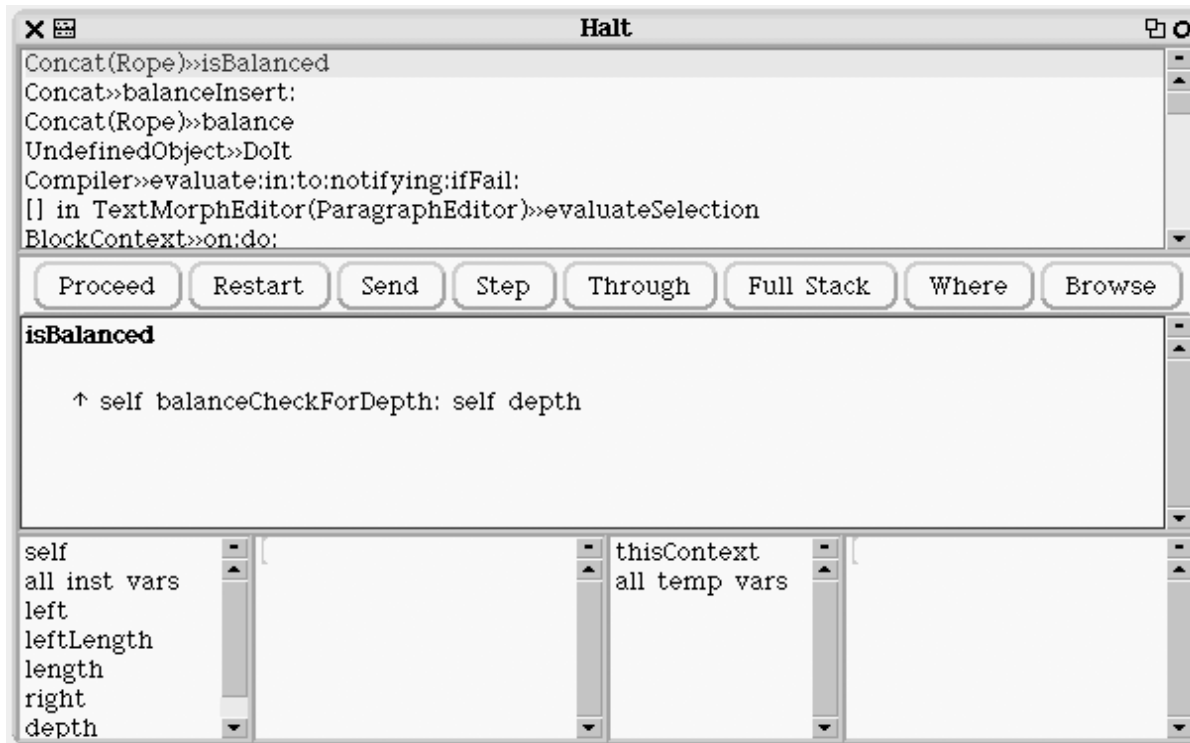 Halt
Concat(Rope)»isBalanced
Concat»balanceInsert:
Concat(Rope)»balance
UndefinedObject»DoIt
Compiler»evaluate:in:to:notifying:ifFail:
[] in TextMorphEditor(ParagraphEditor)»evaluateSelection
BlockContext»on:do:
Proceed Restart Send Step Through Full Stack Where Browse
isBalanced
↑ self balanceCheckForDepth: self depth
self
all inst vars
left
leftLength
length
right
depth
thisContext
all temp vars